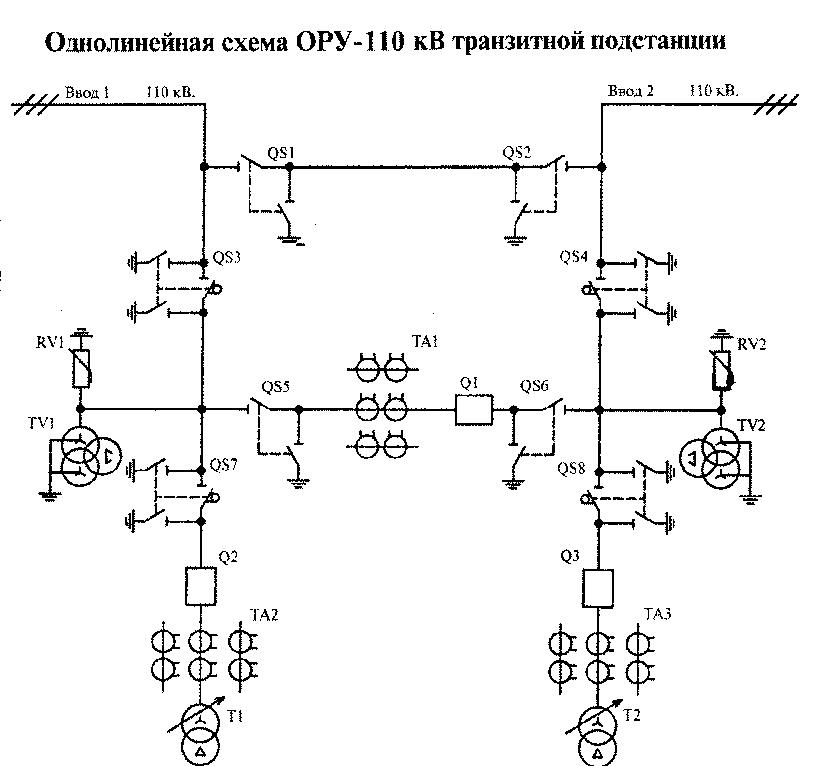 Однолинейная схема ОРУ-110 кВ транзитной подстанции
Ввод 1 110 кВ.
Ввод 2 110 кВ.
QS1
QS2
QS3
QS4
RV1
TA1
RV2
QS5
Q1
QS6
TV1
TV2
QS7
QS8
Q2
Q3
TA2
TA3
T1
T2